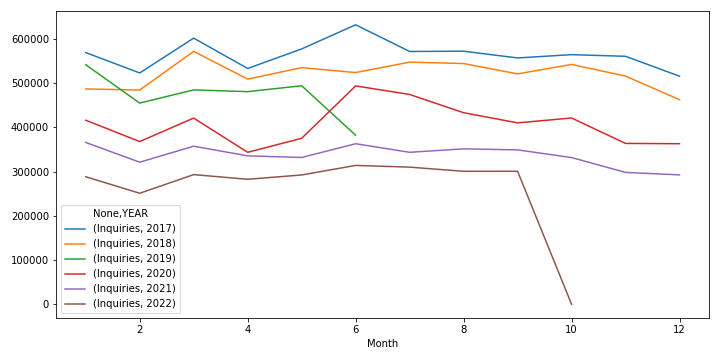 600000
500000
400000
300000
200000
100000
0
None,YEAR
(Inquiries, 2017)
(Inquiries, 2018)
(Inquiries, 2019)
(Inquiries, 2020)
(Inquiries, 2021)
(Inquiries, 2022)
2 4 6 8 10 12
Month